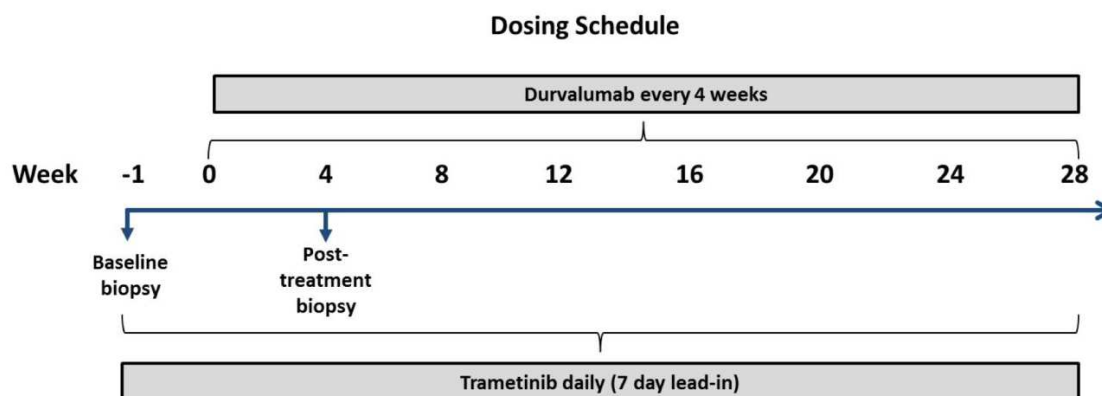 Dosing Schedule
Durvalumab every 4 weeks
Week -1 0 4 8 12 16 20 24 28
Baseline
biopsy
Post-
treatment
biopsy
Trametinib daily (7 day lead-in)